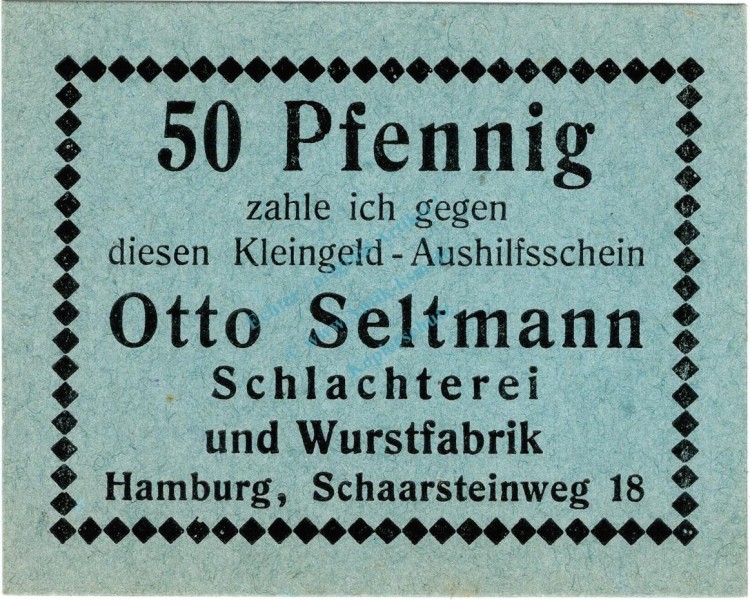 50 Pfennig
zahle ich gegen
diesen Kleingeld - Aushilfsschein
Otto Seltmann
Schlachterei
und Wurstfabrik
Hamburg, Schaarsteinweg 18